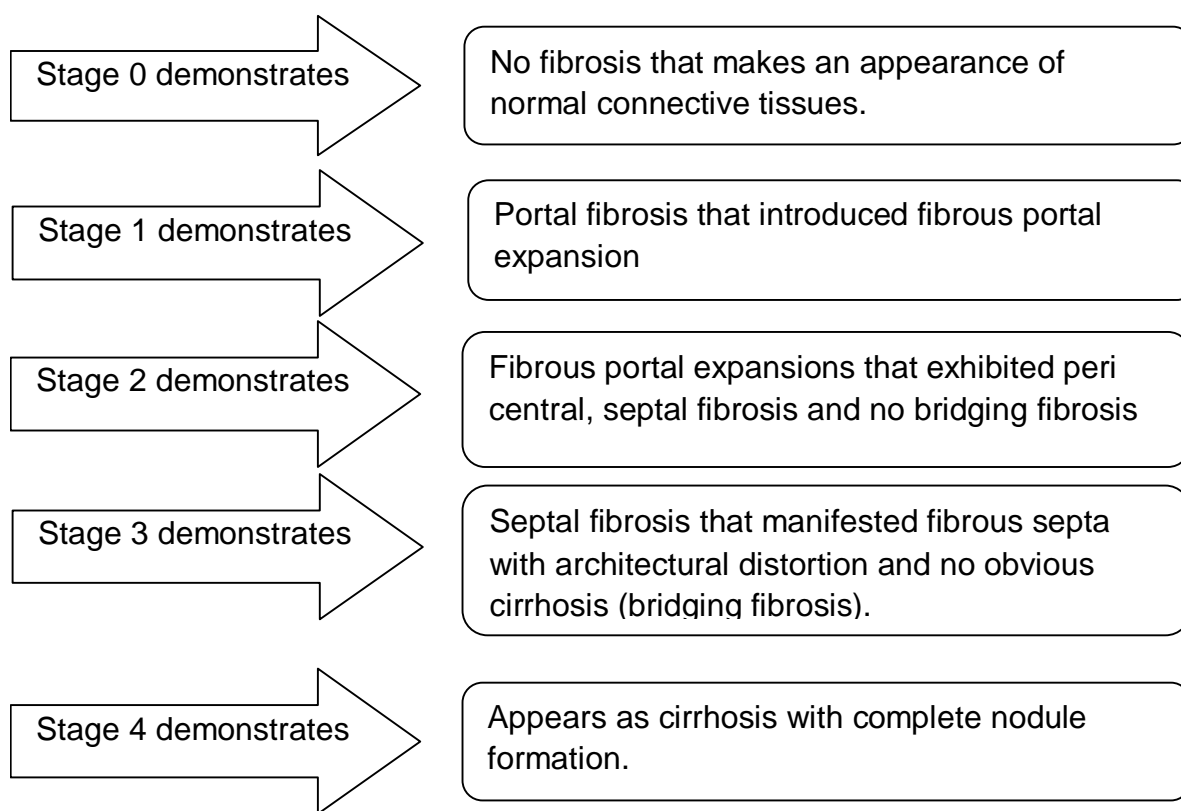 Stage 0 demonstrates
No fibrosis that makes an appearance of
normal connective tissues.
Stage 1 demonstrates
Portal fibrosis that introduced fibrous portal
expansion
Stage 2 demonstrates
Fibrous portal expansions that exhibited peri
central, septal fibrosis and no bridging fibrosis
Stage 3 demonstrates
Septal fibrosis that manifested fibrous septa
with architectural distortion and no obvious
cirrhosis (bridging fibrosis).
Stage 4 demonstrates
Appears as cirrhosis with complete nodule
formation.